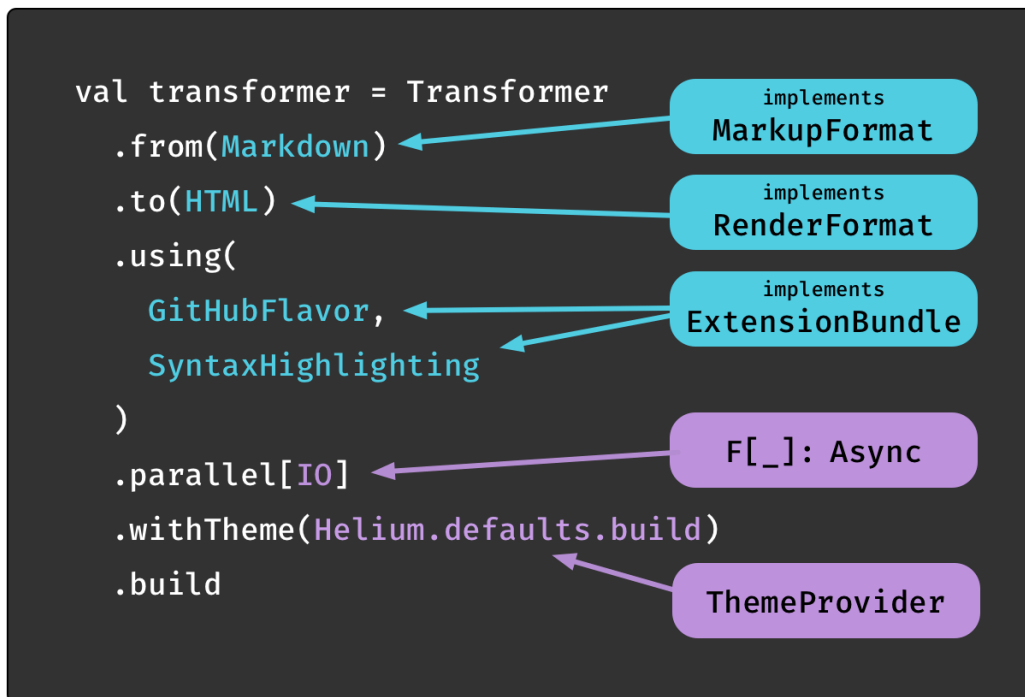 val transformer = Transformer
.from(Markdown)
.to(HTML)
.using(
GitHubFlavor,
SyntaxHighlighting
)
.parallel[IO]
.withTheme(Helium.defaults.build)
.build
implements
MarkupFormat
implements
RenderFormat
implements
ExtensionBundle
F[_]: Async
ThemeProvider